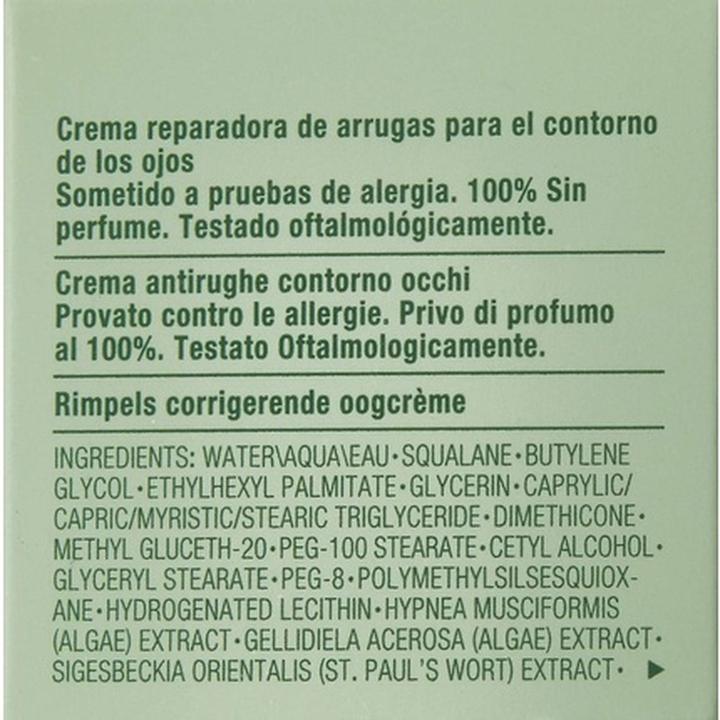 Crema reparadora de arrugas para el contorno
de los ojos
Sometido a pruebas de alergia. 100% Sin
perfume. Testado oftalmológicamente.
Crema antirughe contorno occhi
Provato contro le allergie. Privo di profumo
al 100%. Testato Oftalmologicamente.
Rimpels corrigerende oogcrème
INGREDIENTS: WATER\AQUA\EAU•SQUALANE•BUTYLENE
GLYCOL•ETHYLHEXYL PALMITATE•GLYCERIN•CAPRYLIC/
CAPRIC/MYRISTIC/STEARIC TRIGLYCERIDE•DIMETHICONE•
METHYL GLUCETH-20•PEG-100 STEARATE•CETYL ALCOHOL•
GLYCERYL STEARATE•PEG-8•POLYMETHYLSILSESQUIOX-
ANE•HYDROGENATED LECITHIN•HYPNEA MUSCIFORMIS
(ALGAE) EXTRACT•GELLIDIELA ACEROSA (ALGAE) EXTRACT•
SIGESBECKIA ORIENTALIS (ST. PAUL'S WORT) EXTRACT• ▶